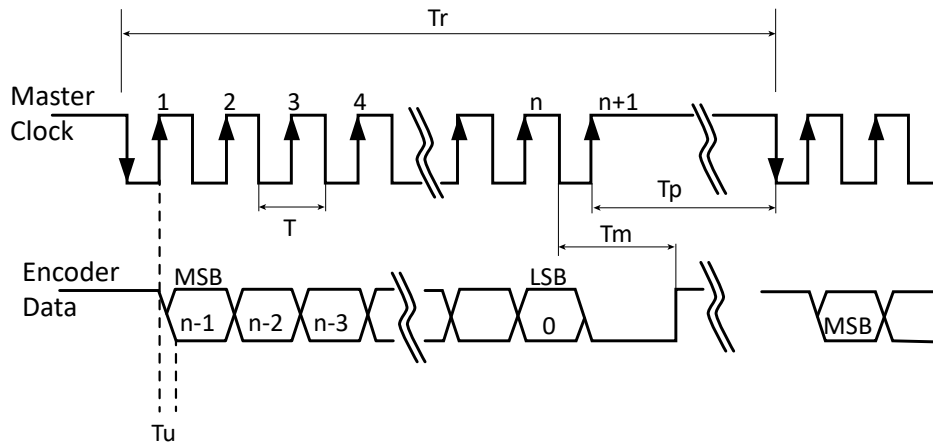 Tr
Master
Clock
1 2 3 4 n n+1
T
Tp
Tm
Encoder
Data
MSB LSB
n-1 n-2 n-3 0 MSB
Tu